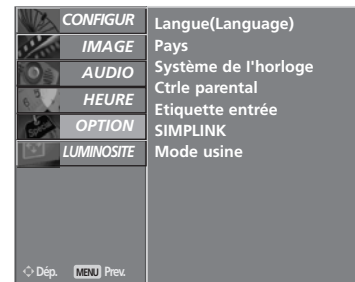 CONFIGUR
IMAGE
AUDIO
HEURE
OPTION
LUMINOSITE
Langue(Language)
Pays
Système de l'horloge
Ctrle parental
Etiquette entrée
SIMPLINK
Mode usine
Dép. MENU Prev.